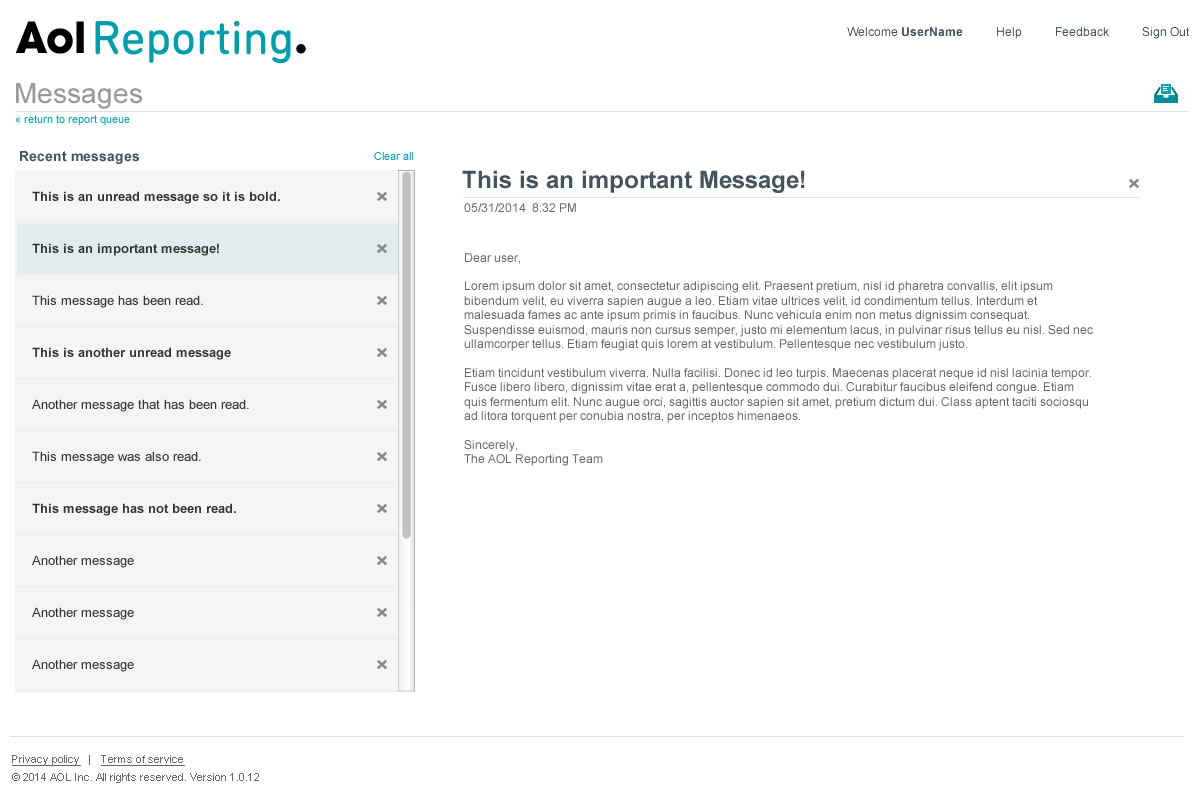 Aol Reporting.
Welcome UserName Help Feedback Sign Out
Messages
« return to report queue
Recent messages Clear all
This is an unread message so it is bold.
This is an important message!
This message has been read.
This is another unread message
Another message that has been read.
This message was also read.
This message has not been read.
Another message
Another message
Another message
This is an important Message!
05/31/2014 8:32 PM
Dear user,
Lorem ipsum dolor sit amet, consectetur adipiscing elit. Praesent pretium, nisl id pharetra convallis, elit ipsum
bibendum velit, eu viverra sapien augue a leo. Etiam vitae ultrices velit, id condimentum tellus. Interdum et
malesuada fames ac ante ipsum primis in faucibus. Nunc vehicula enim non metus dignissim consequat.
Suspendisse euismod, mauris non cursus semper, justo mi elementum lacus, in pulvinar risus tellus eu nisl. Sed nec
ullamcorper tellus. Etiam feugiat quis lorem at vestibulum. Pellentesque nec vestibulum justo.
Etiam tincidunt vestibulum viverra. Nulla facilisi. Donec id leo turpis. Maecenas placerat neque id nisl lacinia tempor.
Fusce libero libero, dignissim vitae erat a, pellentesque commodo dui. Curabitur faucibus eleifend congue. Etiam
quis fermentum elit. Nunc augue orci, sagittis auctor sapien sit amet, pretium dictum dui. Class aptent taciti sociosqu
ad litora torquent per conubia nostra, per inceptos himenaeos.
Sincerely,
The AOL Reporting Team
Privacy policy | Terms of service
© 2014 AOL Inc. All rights reserved. Version 1.0.12